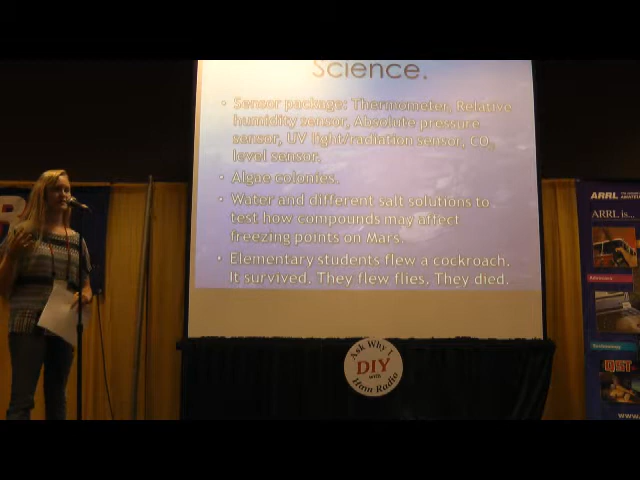 Science.
• Sensor package: Thermometer, Relative
humidity sensor, Absolute pressure
sensor, UV light/radiation sensor, CO₂
level sensor.
• Algae colonies.
• Water and different salt solutions to
test how compounds may affect
freezing points on Mars.
• Elementary students flew a cockroach.
It survived. They flew flies. They died.
Ask Why I
DIY
with
Ham Radio
ARRL
ARRL is...
www.